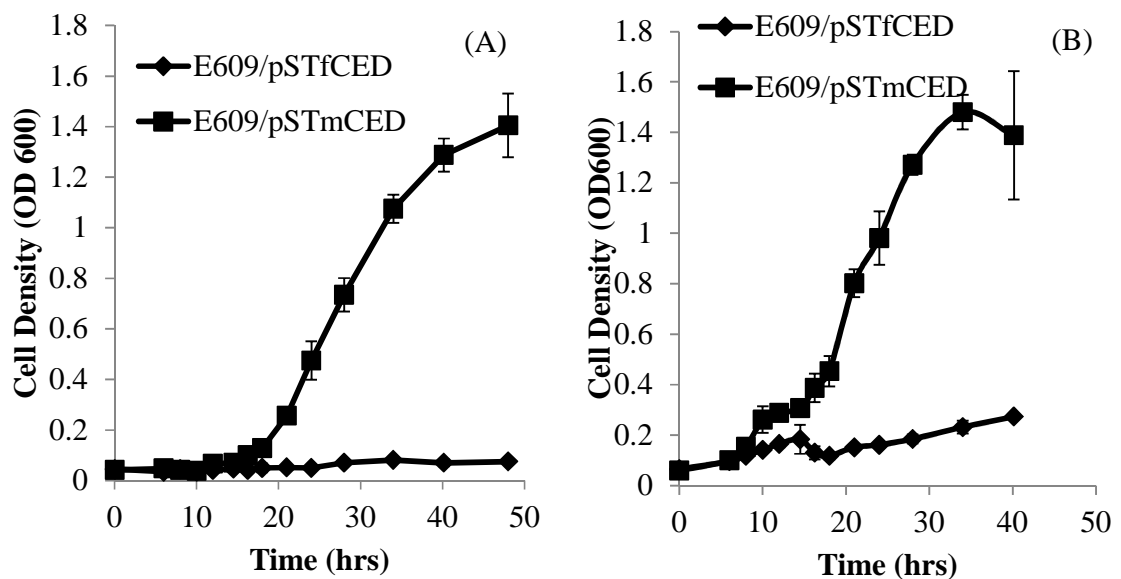 (A)
E609/pSTfCED
E609/pSTmCED
Cell Density (OD 600)
1.8
1.6
1.4
1.2
1
0.8
0.6
0.4
0.2
0
0 10 20 30 40 50
Time (hrs)
(B)
E609/pSTfCED
E609/pSTmCED
Cell Density (OD600)
1.8
1.6
1.4
1.2
1
0.8
0.6
0.4
0.2
0
0 10 20 30 40 50
Time (hrs)